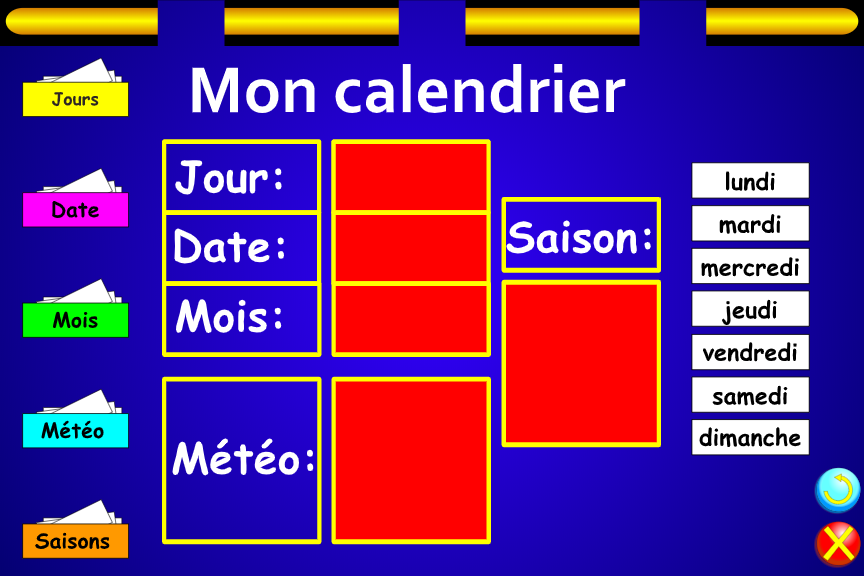 Mon calendrier
Jours
Date
Mois
Météo
Saisons
Jour:
Date:
Mois:
Météo:
Saison:
lundi
mardi
mercredi
jeudi
vendredi
samedi
dimanche